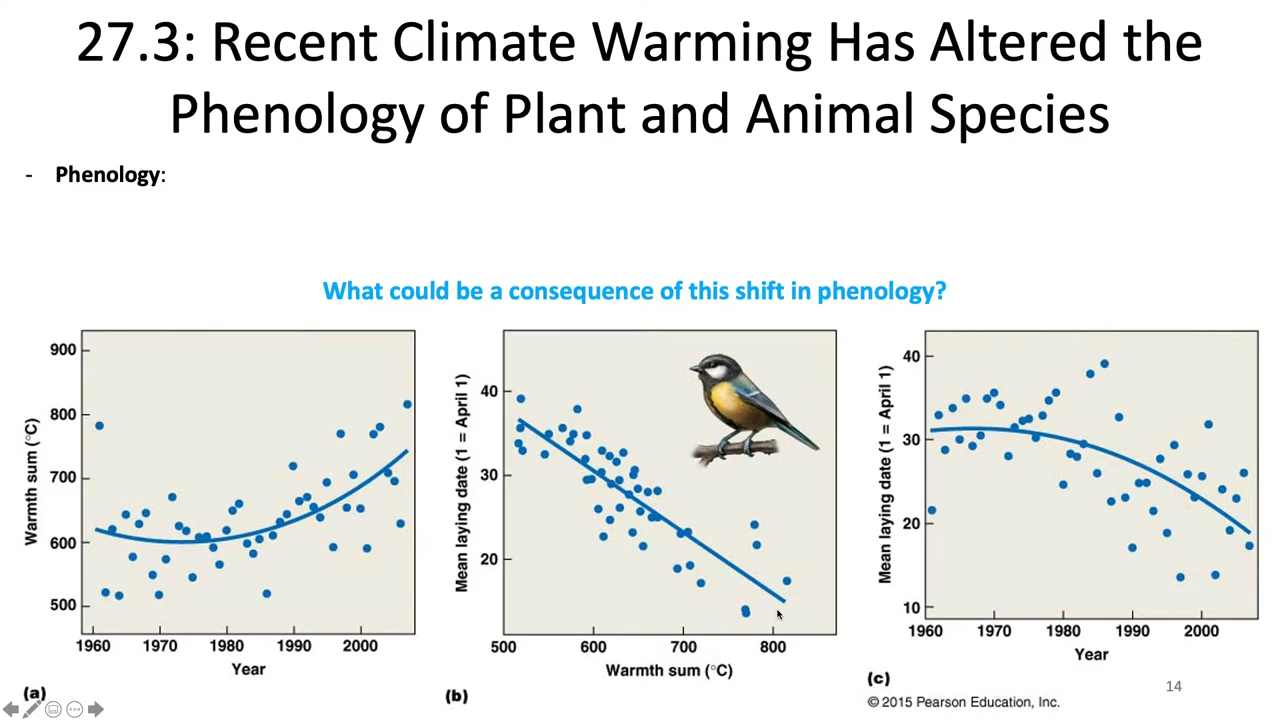 27.3: Recent Climate Warming Has Altered the
Phenology of Plant and Animal Species
- Phenology:
What could be a consequence of this shift in phenology?
900
800
700
600
500
Warmth sum (°C)
1960 1970 1980 1990 2000
Year
(a)
40
30
20
Mean laying date (1 = April 1)
500 600 700 800
Warmth sum (°C)
(b)
40
30
20
10
Mean laying date (1 = April 1)
1960 1970 1980 1990 2000
Year
(c)
© 2015 Pearson Education, Inc.
14